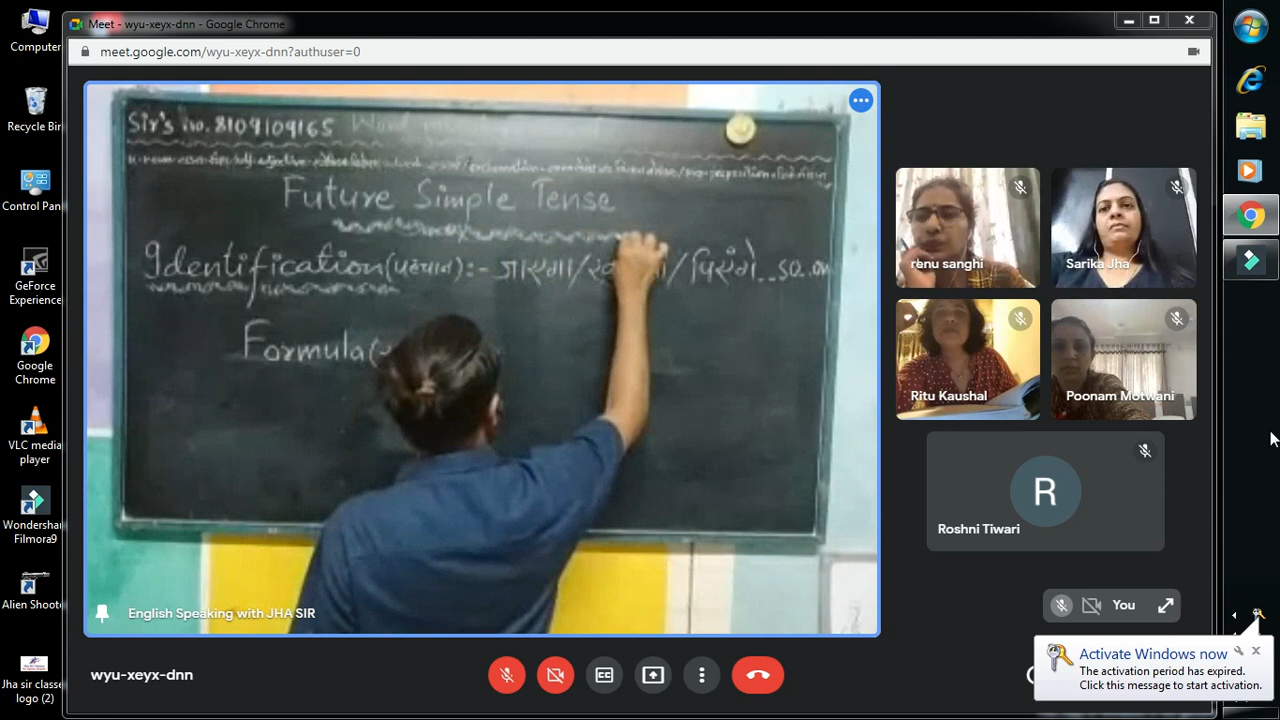 Computer
Recycle Bin
Control Pan
GeForce
Experience
Google
Chrome
VLC media
player
Wondershar
Filmora9
Alien Shoote
Jha sir classe
logo (2)
Meet - wyu-xeyx-dnn - Google Chrome
meet.google.com/wyu-xeyx-dnn?authuser=0
Sir's no. 8109109165
Future Simple Tense
Identification
Formula
English Speaking with JHA SIR
renu sanghi
Sarika Jha
Ritu Kaushal
Poonam Motwani
R
Roshni Tiwari
You
wyu-xeyx-dnn
Activate Windows now
The activation period has expired.
Click this message to start activation.